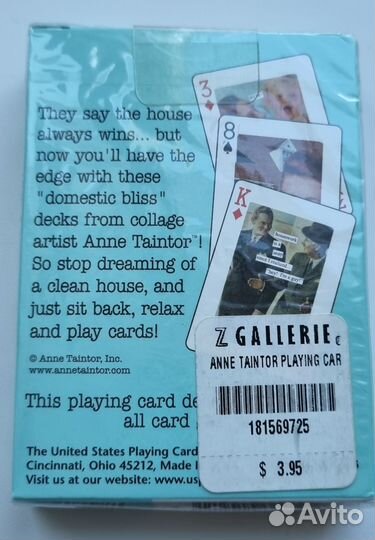 They say the house
always wins... but
now you'll have the
edge with these
"domestic bliss"
decks from collage
artist Anne Taintor™!
So stop dreaming of
a clean house, and
just sit back, relax
and play cards!
© Anne Taintor, Inc.
www.annetaintor.com
3
8
K
Z GALLERIE
ANNE TAINTOR PLAYING CAR
181569725
$ 3.95
This playing card de
all card
The United States Playing Card
Cincinnati, Ohio 45212, Made
Visit us at our website: www.us
Avito